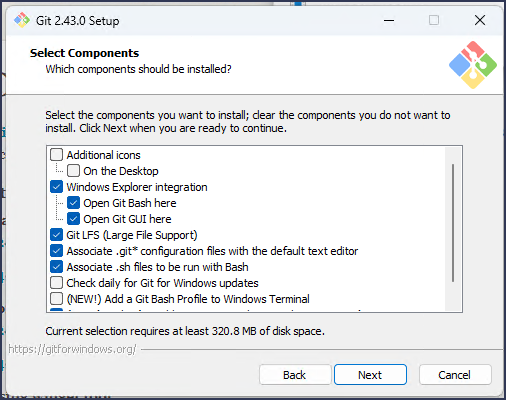 Git 2.43.0 Setup
Select Components
Which components should be installed?
Select the components you want to install; clear the components you do not want to
install. Click Next when you are ready to continue.
Additional icons
On the Desktop
Windows Explorer integration
Open Git Bash here
Open Git GUI here
Git LFS (Large File Support)
Associate .git* configuration files with the default text editor
Associate .sh files to be run with Bash
Check daily for Git for Windows updates
(NEW!) Add a Git Bash Profile to Windows Terminal
Current selection requires at least 320.8 MB of disk space.
https://gitforwindows.org/
Back
Next
Cancel